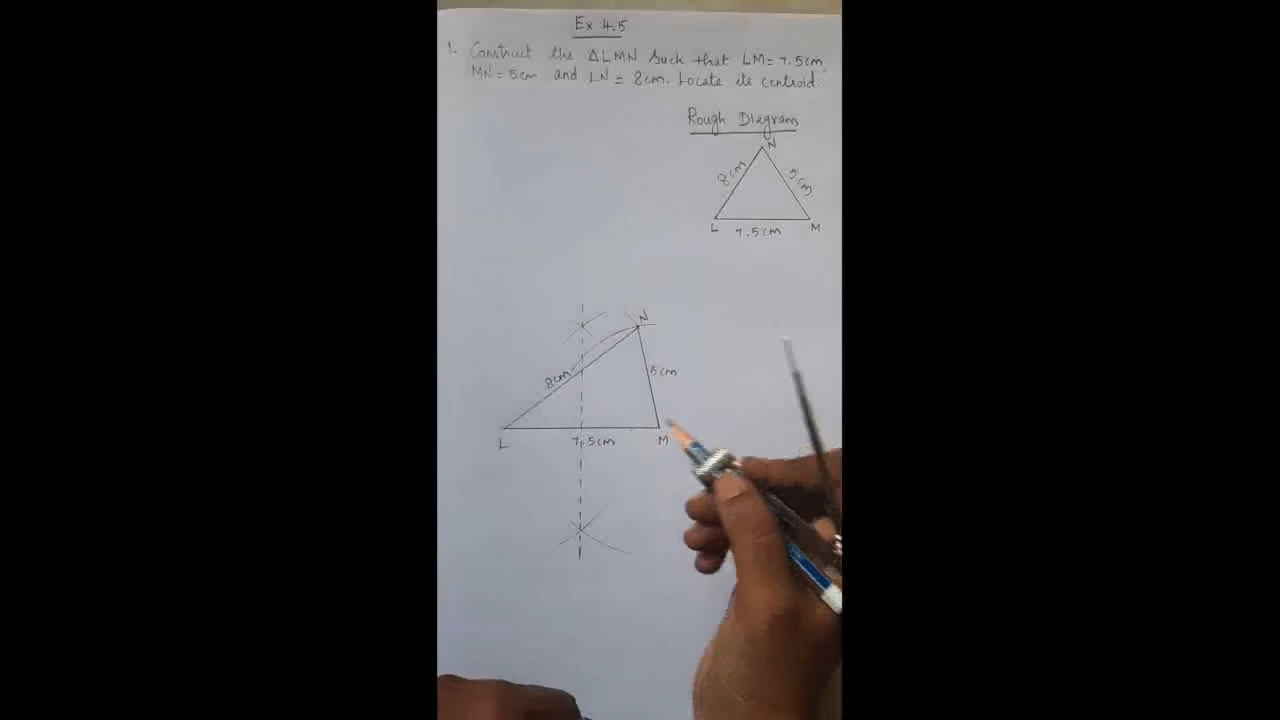 Ex 4.5
1. Construct the ΔLMN such that LM = 7.5cm,
MN = 5cm and LN = 8cm. Locate its centroid.
Rough Diagram
N
8cm
5cm
L
M
7.5cm
N
8cm
5cm
L
7.5cm
M